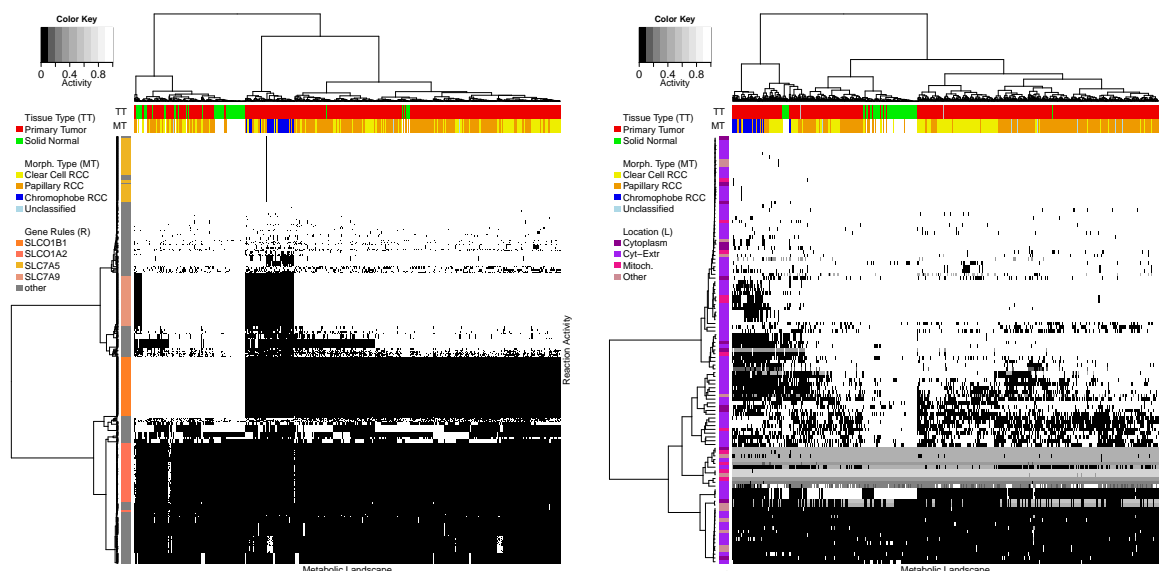 Color Key
0 0.4 0.8
Activity
TT
MT
Tissue Type (TT)
Primary Tumor
Solid Normal
Morph. Type (MT)
Clear Cell RCC
Papillary RCC
Chromophobe RCC
Unclassified
Gene Rules (R)
SLCO1B1
SLCO1A2
SLC7A5
SLC7A9
other
Reaction Activity
Metabolic Landscape
Color Key
0 0.4 0.8
Activity
TT
MT
Tissue Type (TT)
Primary Tumor
Solid Normal
Morph. Type (MT)
Clear Cell RCC
Papillary RCC
Chromophobe RCC
Unclassified
Location (L)
Cytoplasm
Cyt−Extr
Mitoch.
Other
Metabolic Landscape